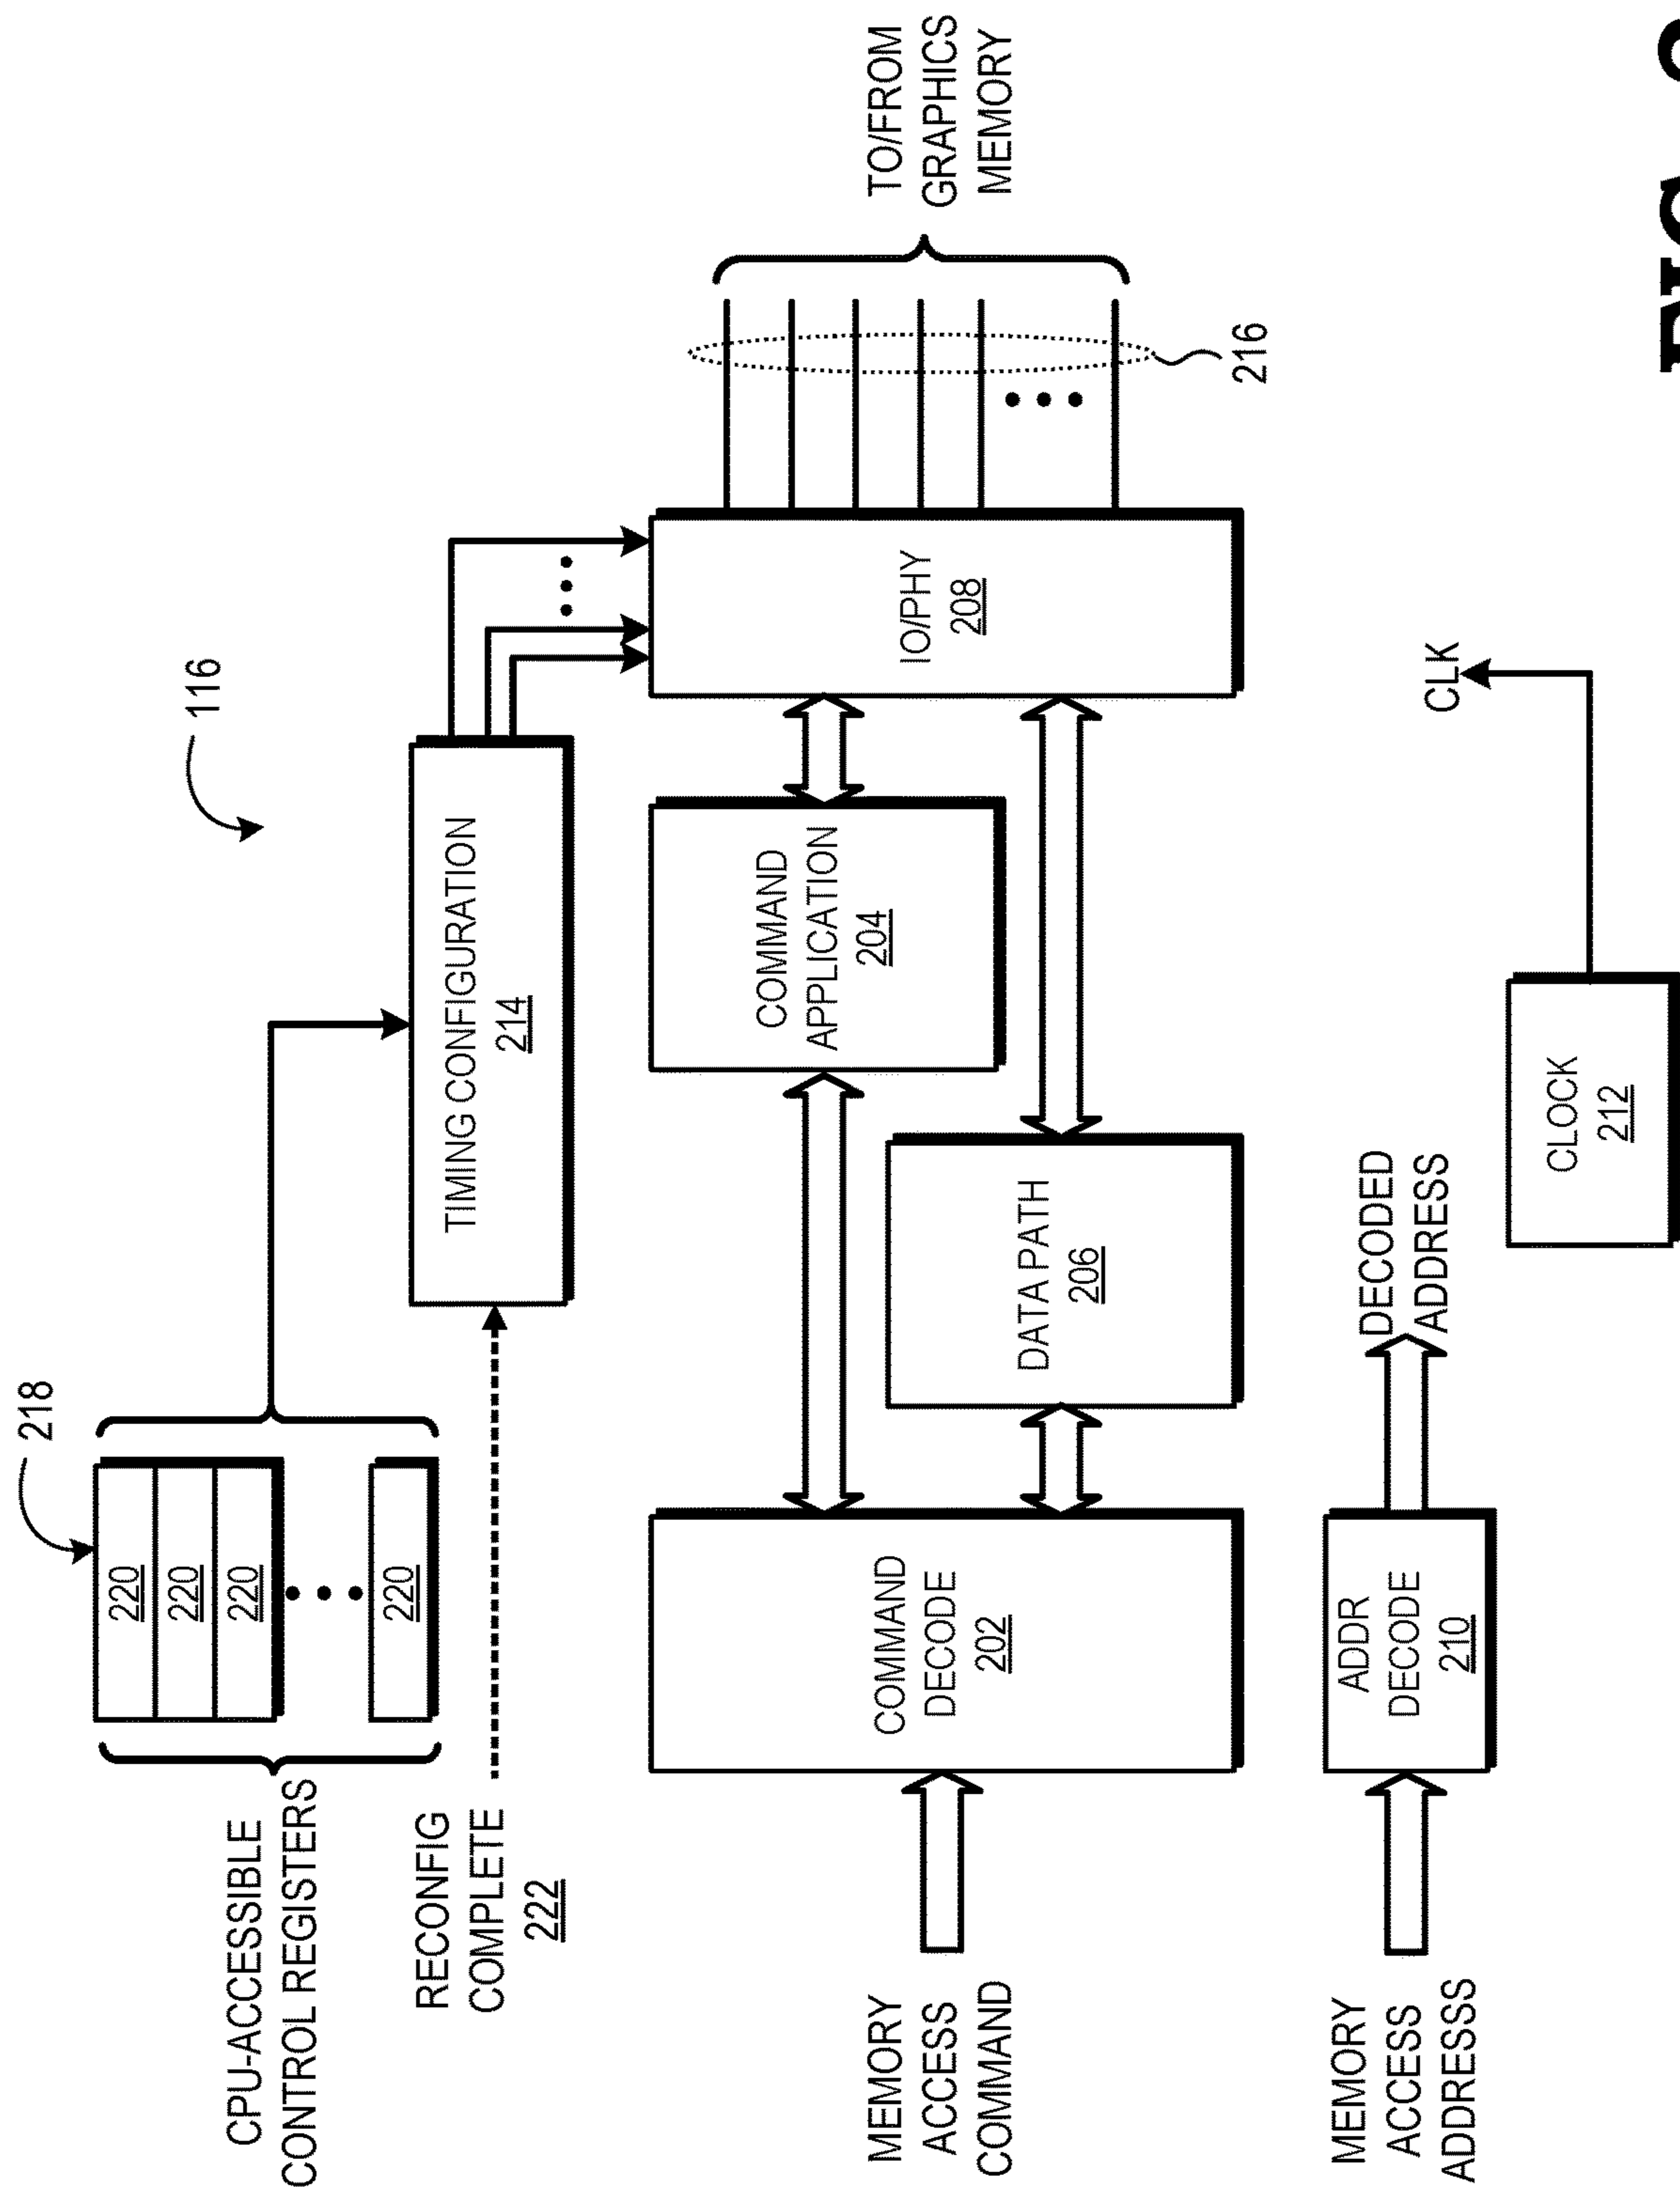 116
218
220
220
220
220
CPU-ACCESSIBLE
CONTROL REGISTERS
RECONFIG
COMPLETE
222
TIMING CONFIGURATION
214
MEMORY
ACCESS
COMMAND
COMMAND
DECODE
202
COMMAND
APPLICATION
204
DATA PATH
206
IO/PHY
208
TO/FROM
GRAPHICS
MEMORY
216
MEMORY
ACCESS
ADDRESSS
ADDR
DECODE
210
DECODED
ADDRESS
CLOCK
212
CLK